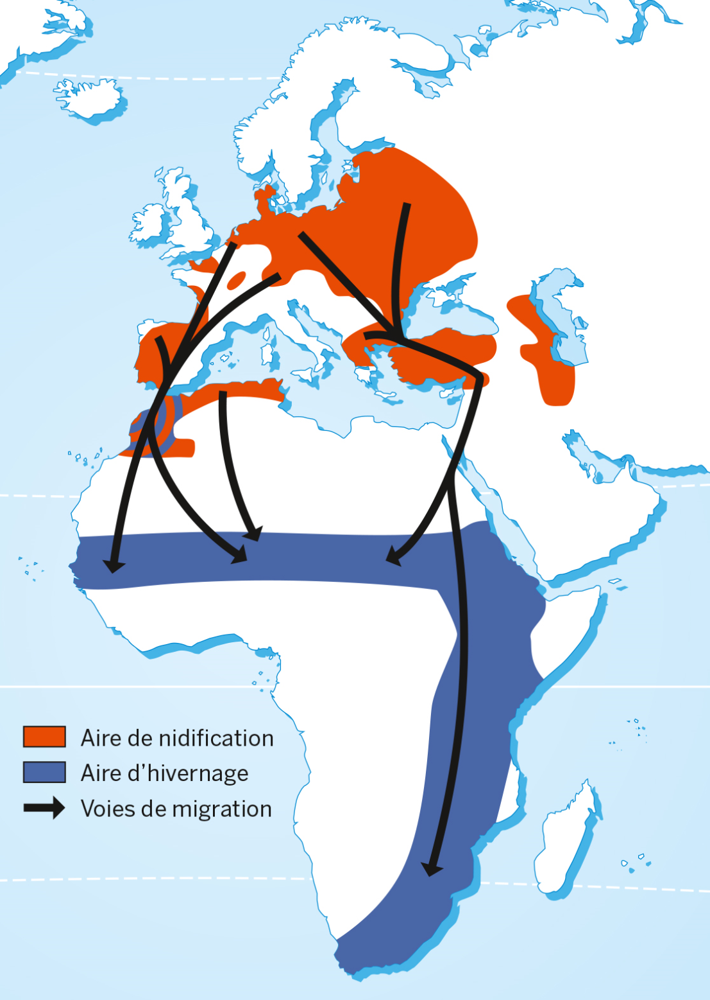 Aire de nidification
Aire d’hivernage
Voies de migration